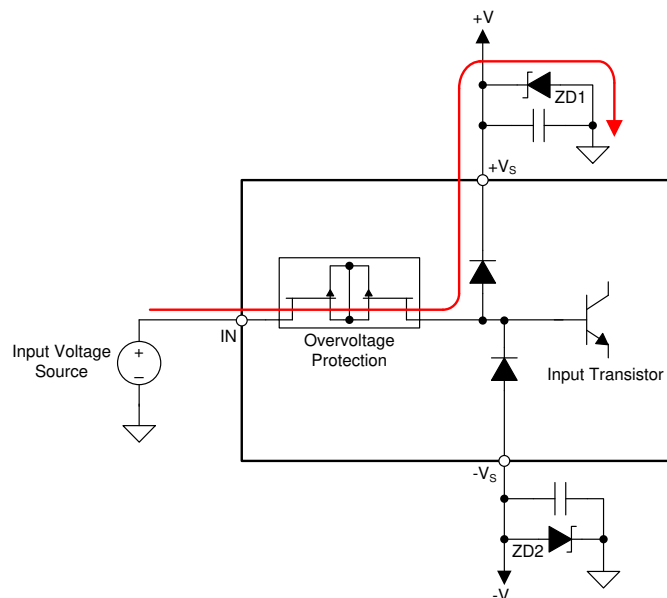 +V
ZD1
+VS
IN
Overvoltage
Protection
Input Voltage
Source
+
−
Input Transistor
-VS
ZD2
-V